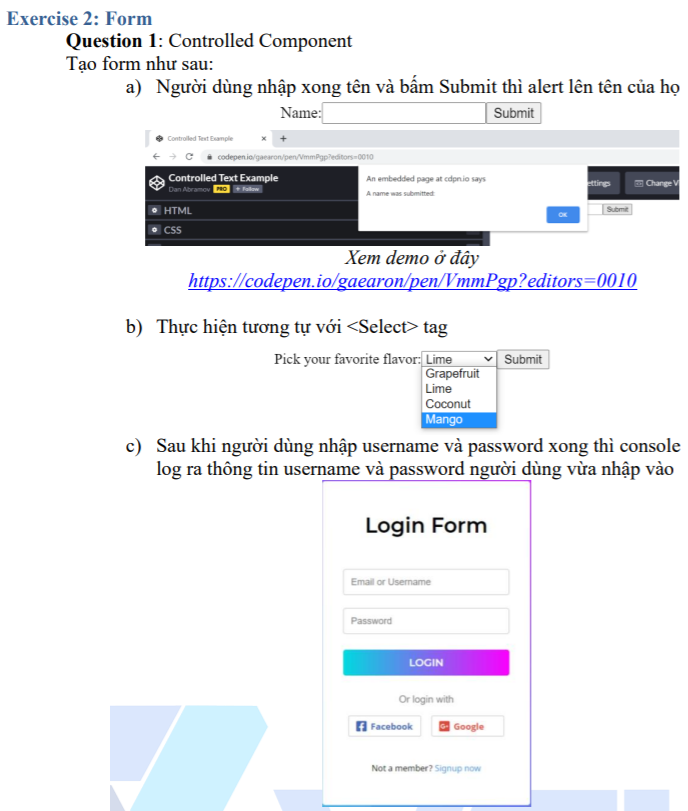 Exercise 2: Form
Question 1: Controlled Component
Tạo form như sau:
a) Người dùng nhập xong tên và bấm Submit thì alert lên tên của họ
Name: Submit
Controlled Text Example × +
codepen.io/gaearon/pen/VmmPgp?editors=0010
Controlled Text Example
Dan Abramov PRO + Follow
An embedded page at cdpn.io says
A name was submitted:
OK
ettings Change V
Submit
HTML
CSS
Xem demo ở đây
https://codepen.io/gaearon/pen/VmmPgp?editors=0010
b) Thực hiện tương tự với <Select> tag
Pick your favorite flavor: Lime Submit
Grapefruit
Lime
Coconut
Mango
c) Sau khi người dùng nhập username và password xong thì console
log ra thông tin username và password người dùng vừa nhập vào
Login Form
Email or Username
Password
LOGIN
Or login with
Facebook Google
Not a member? Signup now